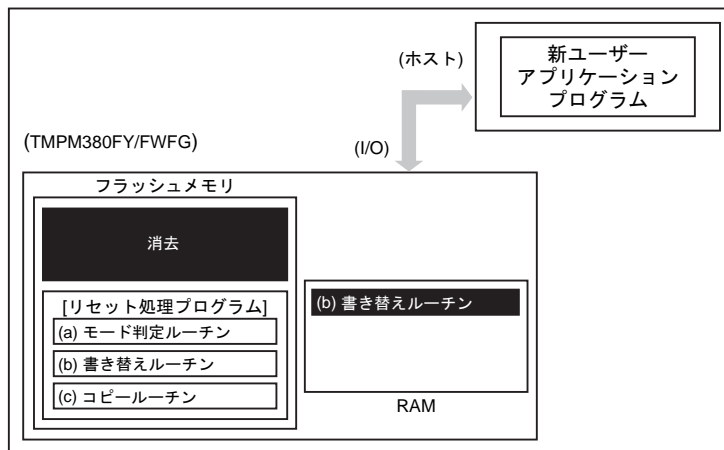 (ホスト)
新ユーザー
アプリケーション
プログラム
(TMPM380FY/FWFG)
(I/O)
フラッシュメモリ
消去
[リセット処理プログラム]
(a) モード判定ルーチン
(b) 書き替えルーチン
(c) コピールーチン
(b) 書き替えルーチン
RAM